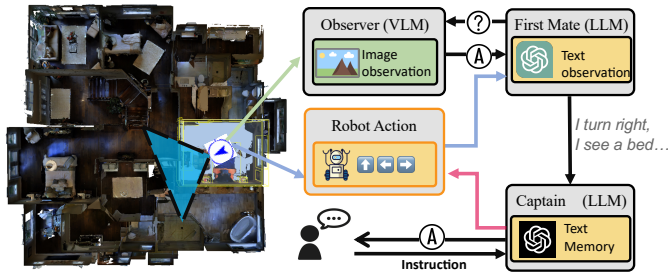 Observer (VLM)
Image
observation
?
A
First Mate (LLM)
Text
observation
Robot Action
I turn right,
I see a bed…
Captain (LLM)
Text
Memory
A
Instruction